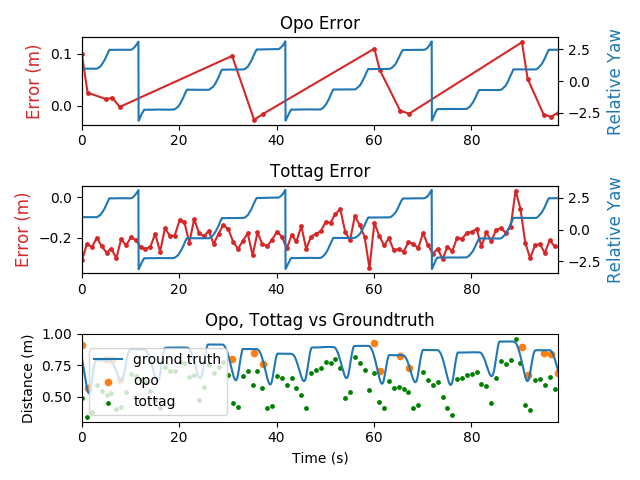 Opo Error
Error (m)
0.1
0.0
2.5
0.0
−2.5
Relative Yaw
0 20 40 60 80
Tottag Error
Error (m)
0.0
−0.2
2.5
0.0
−2.5
Relative Yaw
0 20 40 60 80
Opo, Tottag vs Groundtruth
Distance (m)
1.00
0.75
0.50
ground truth
opo
tottag
0 20 40 60 80
Time (s)